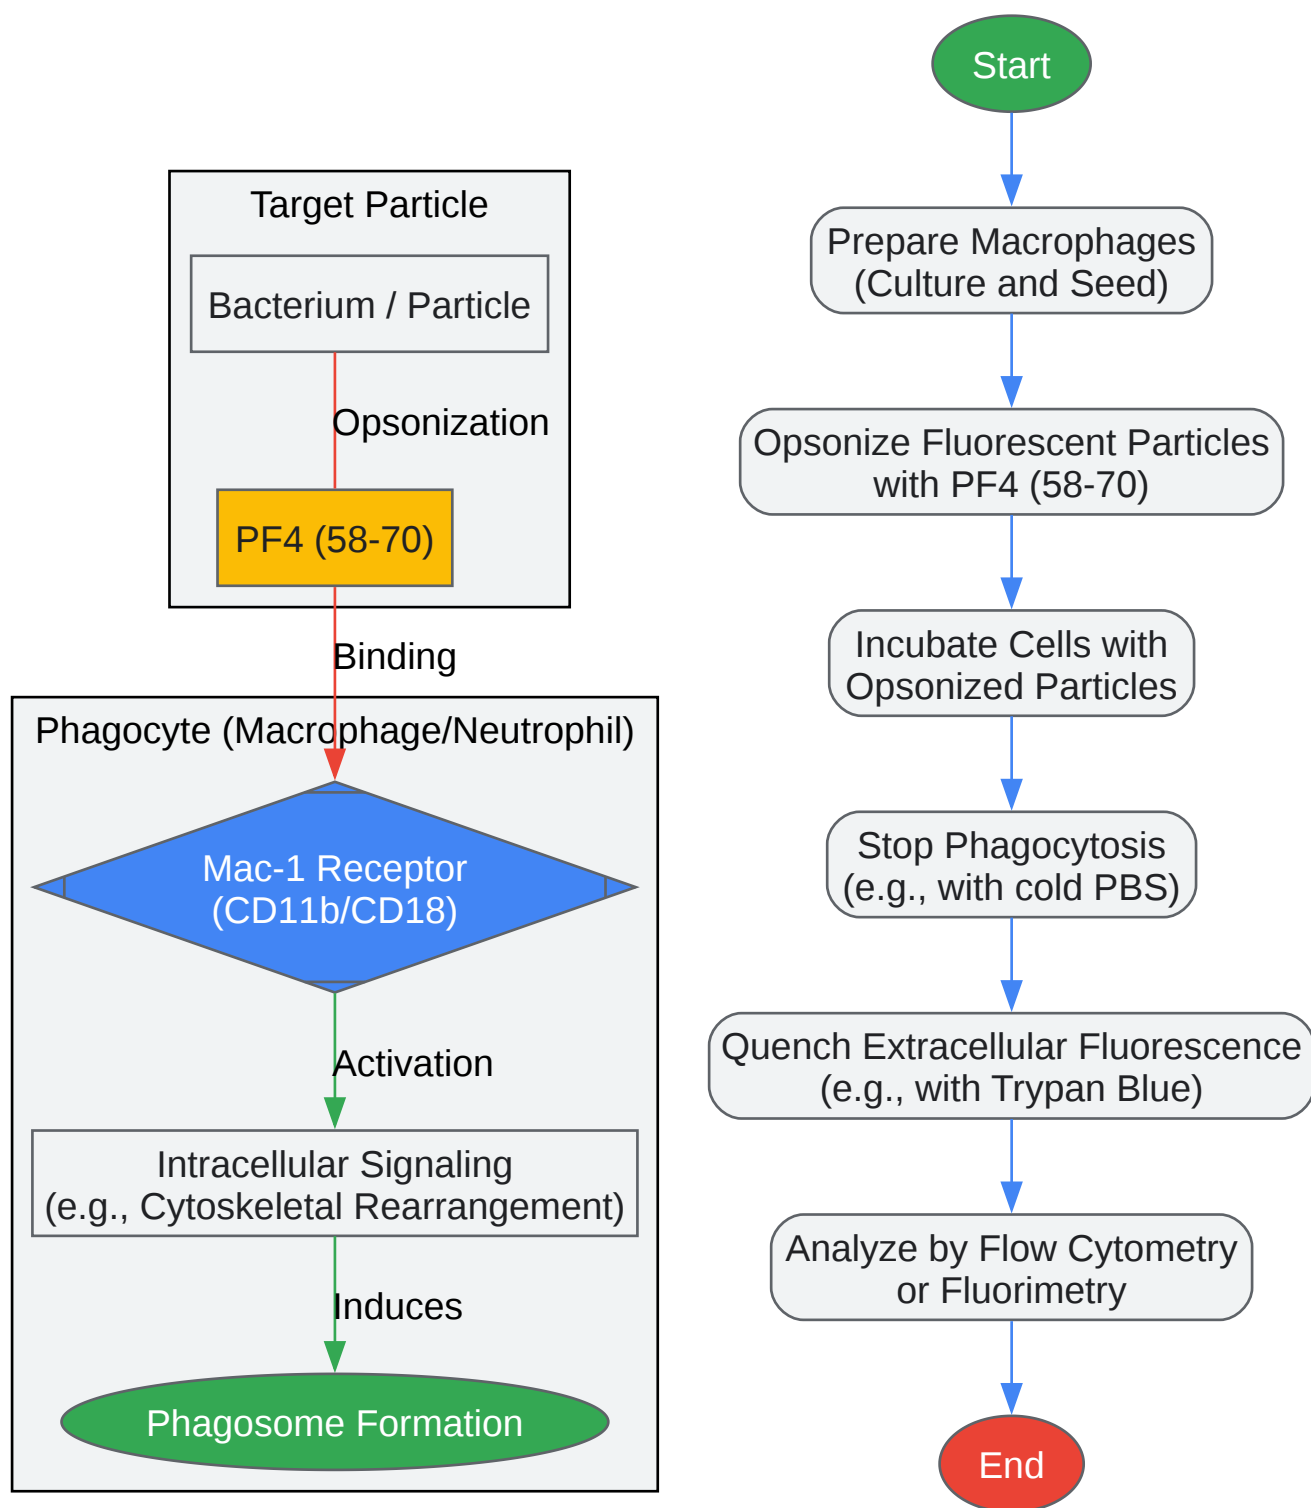 Target Particle
Bacterium / Particle
Opsonization
PF4 (58-70)
Binding
Phagocyte (Macrophage/Neutrophil)
Mac-1 Receptor
(CD11b/CD18)
Activation
Intracellular Signaling
(e.g., Cytoskeletal Rearrangement)
Induces
Phagosome Formation
Start
Prepare Macrophages
(Culture and Seed)
Opsonize Fluorescent Particles
with PF4 (58-70)
Incubate Cells with
Opsonized Particles
Stop Phagocytosis
(e.g., with cold PBS)
Quench Extracellular Fluorescence
(e.g., with Trypan Blue)
Analyze by Flow Cytometry
or Fluorimetry
End